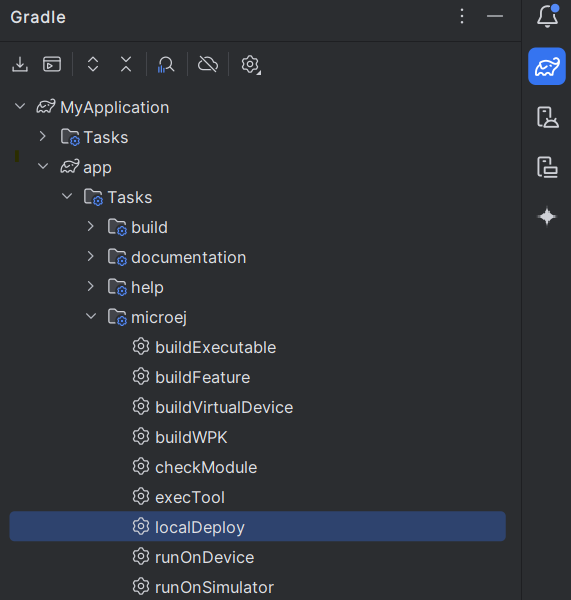 Gradle
MyApplication
Tasks
app
Tasks
build
documentation
help
microej
buildExecutable
buildFeature
buildVirtualDevice
buildWPK
checkModule
execTool
localDeploy
runOnDevice
runOnSimulator